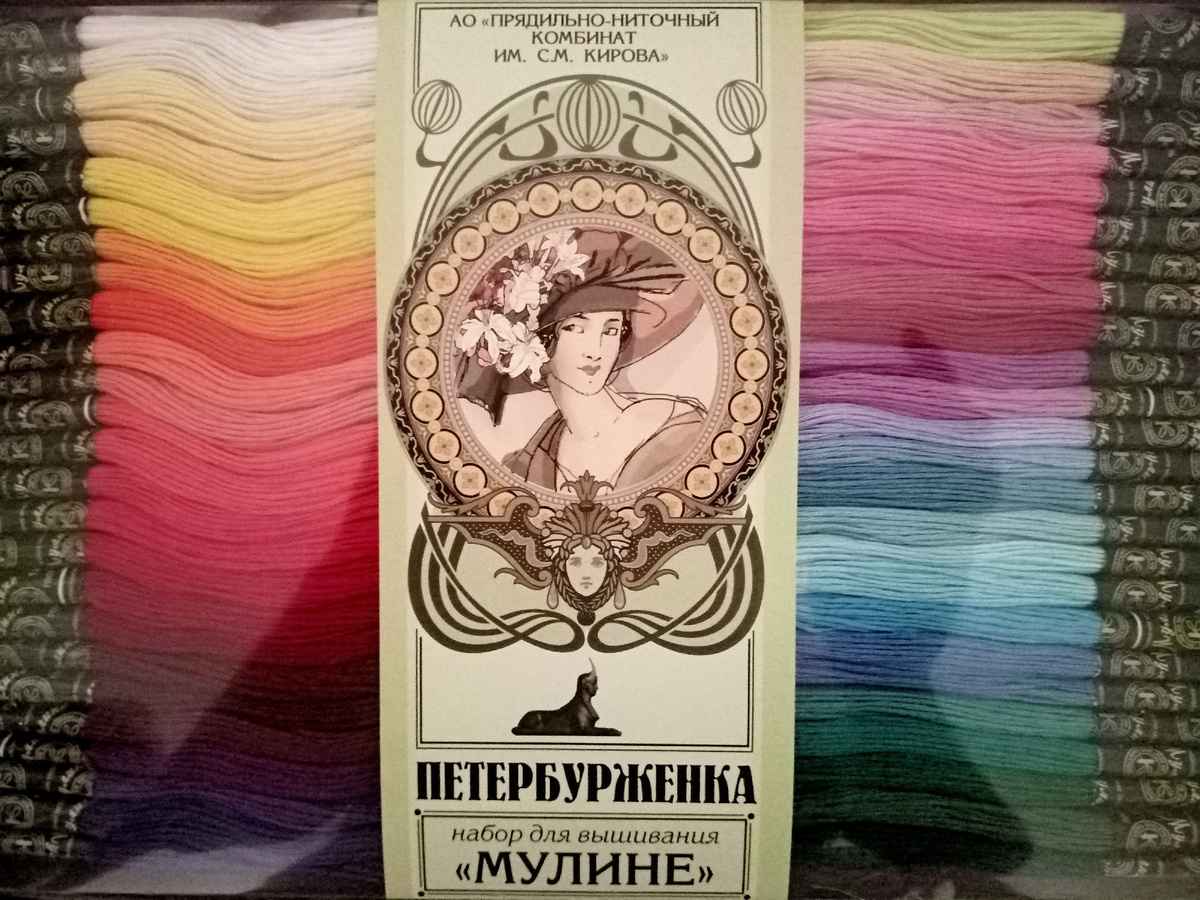 АО «ПРЯДИЛЬНО-НИТОЧНЫЙ
КОМБИНАТ
ИМ. С.М. КИРОВА»
ПЕТЕРБУРЖЕНКА
набор для вышивания
«МУЛИНЕ»